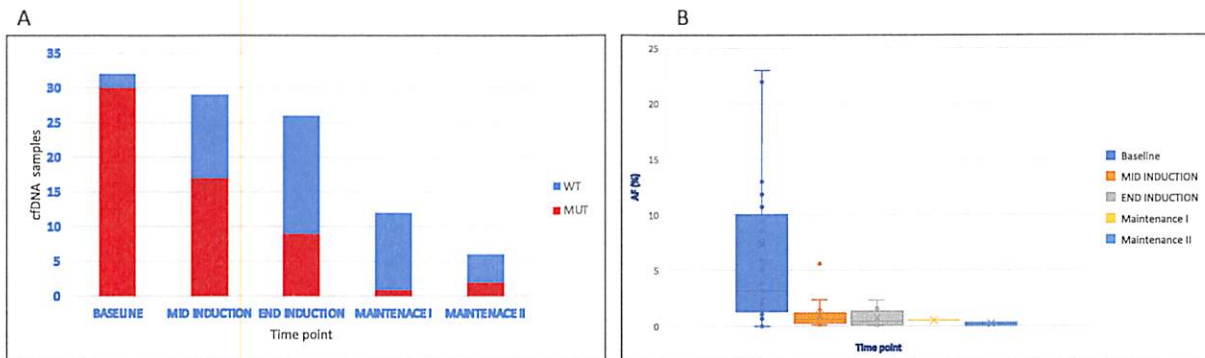 A
35
30
25
20
15
10
5
0
cfDNA samples
BASELINE MID INDUCTION END INDUCTION MAINTENACE I MAINTENACE II
Time point
WT
MUT
B
25
20
15
10
5
0
AF (%)
Time point
Baseline
MID INDUCTION
END INDUCTION
Maintenance I
Maintenance II